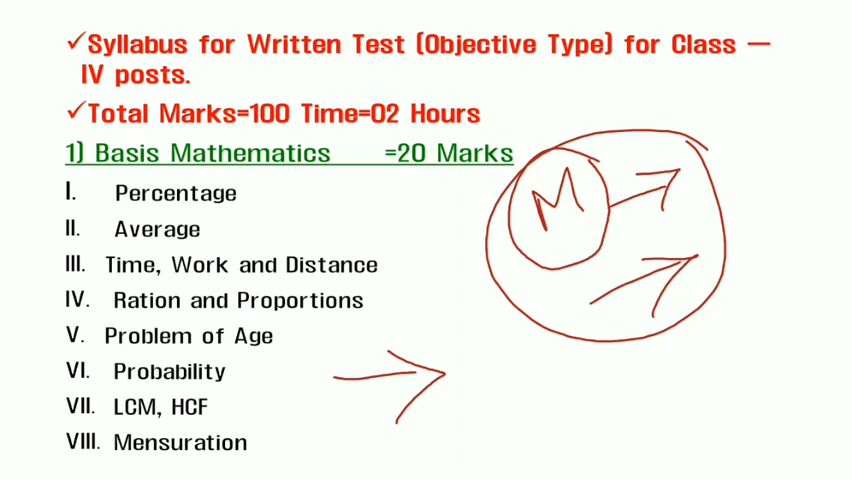 ✓Syllabus for Written Test (Objective Type) for Class —
IV posts.
✓Total Marks=100 Time=02 Hours
1) Basis Mathematics =20 Marks
I. Percentage
II. Average
III. Time, Work and Distance
IV. Ration and Proportions
V. Problem of Age
VI. Probability
VII. LCM, HCF
VIII. Mensuration
M